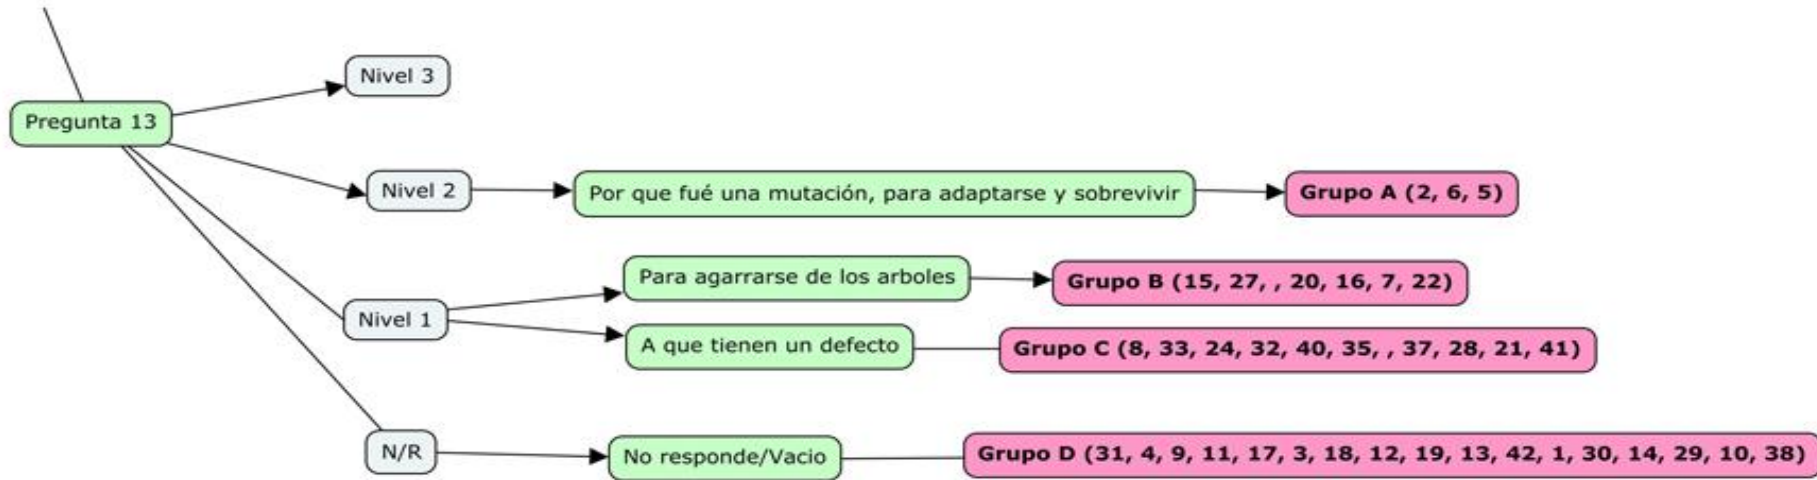 Pregunta 13
Nivel 3
Nivel 2
Por que fué una mutación, para adaptarse y sobrevivir
Grupo A (2, 6, 5)
Nivel 1
Para agarrarse de los arboles
Grupo B (15, 27, , 20, 16, 7, 22)
A que tienen un defecto
Grupo C (8, 33, 24, 32, 40, 35, , 37, 28, 21, 41)
N/R
No responde/Vacio
Grupo D (31, 4, 9, 11, 17, 3, 18, 12, 19, 13, 42, 1, 30, 14, 29, 10, 38)